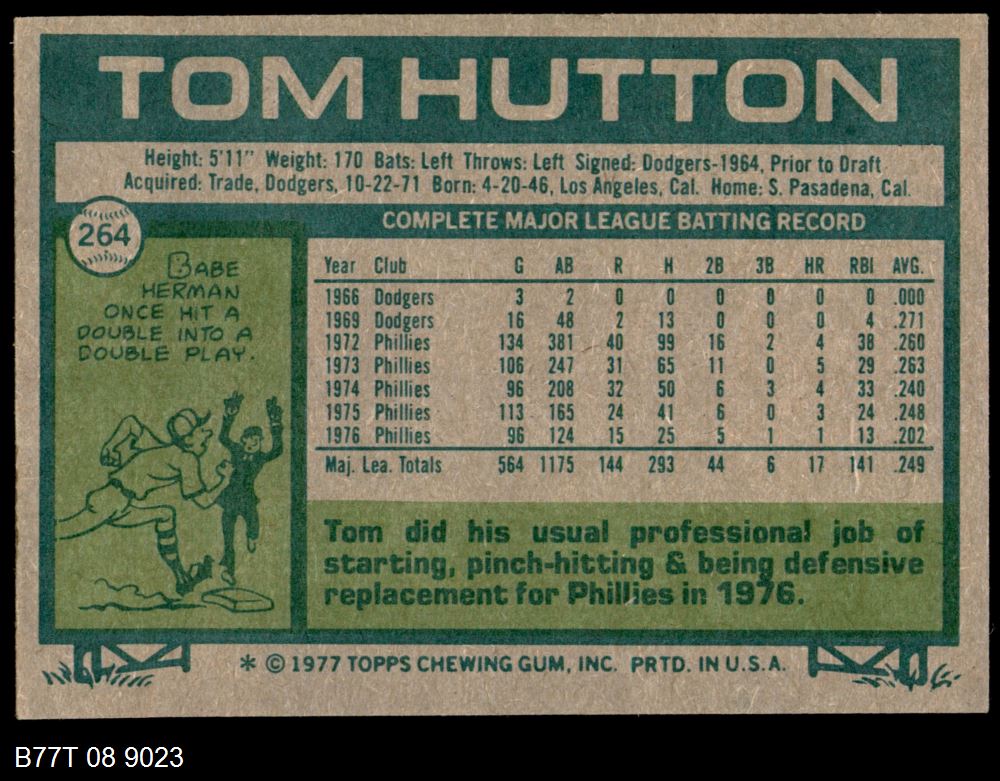 TOM HUTTON
Height: 5'11" Weight: 170 Bats: Left Throws: Left Signed: Dodgers-1964, Prior to Draft
Acquired: Trade, Dodgers, 10-22-71 Born: 4-20-46, Los Angeles, Cal. Home: S. Pasadena, Cal.
264
COMPLETE MAJOR LEAGUE BATTING RECORD
BABE
HERMAN
ONCE HIT A
DOUBLE INTO A
DOUBLE PLAY.
Year Club G AB R H 2B 3B HR RBI AVG.
1966 Dodgers 3 2 0 0 0 0 0 0 .000
1969 Dodgers 16 48 2 13 0 0 0 4 .271
1972 Phillies 134 381 40 99 16 2 4 38 .260
1973 Phillies 106 247 31 65 11 0 5 29 .263
1974 Phillies 96 208 32 50 6 3 4 33 .240
1975 Phillies 113 165 24 41 6 0 3 24 .248
1976 Phillies 96 124 15 25 5 1 1 13 .202
Maj. Lea. Totals 564 1175 144 293 44 6 17 141 .249
Tom did his usual professional job of
starting, pinch-hitting & being defensive
replacement for Phillies in 1976.
* © 1977 TOPPS CHEWING GUM, INC. PRTD. IN U.S.A.
B77T 08 9023